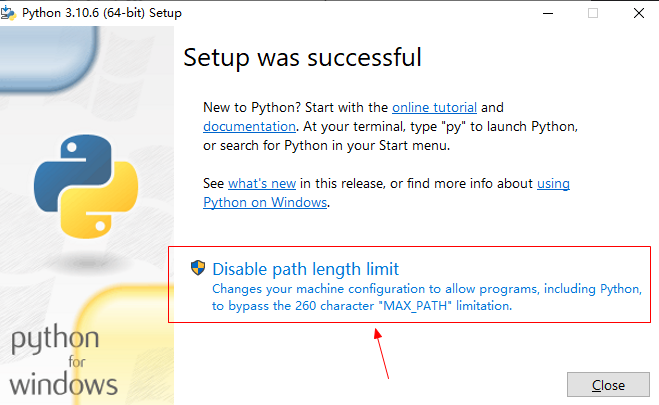 Python 3.10.6 (64-bit) Setup
Setup was successful
New to Python? Start with the online tutorial and
documentation. At your terminal, type "py" to launch Python,
or search for Python in your Start menu.
See what's new in this release, or find more info about using
Python on Windows.
Disable path length limit
Changes your machine configuration to allow programs, including Python,
to bypass the 260 character "MAX_PATH" limitation.
python
for
windows
Close